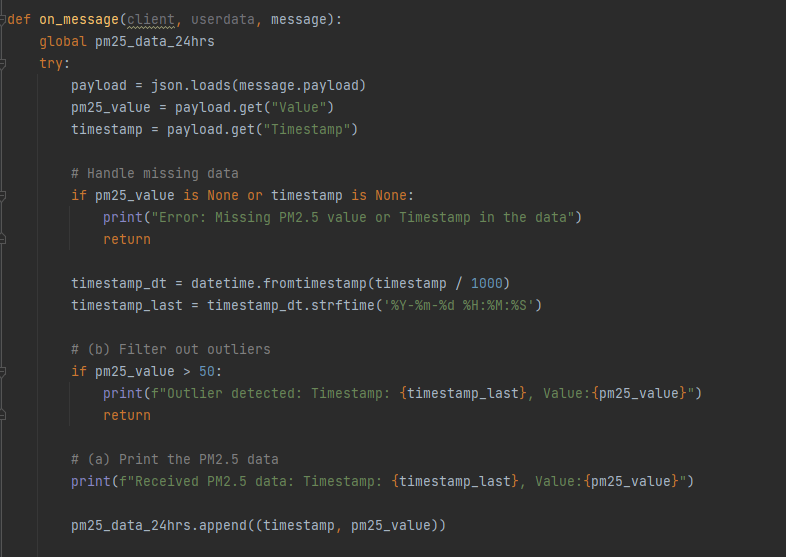 def on_message(client, userdata, message):
    global pm25_data_24hrs
    try:
        payload = json.loads(message.payload)
        pm25_value = payload.get("Value")
        timestamp = payload.get("Timestamp")
        # Handle missing data
        if pm25_value is None or timestamp is None:
            print("Error: Missing PM2.5 value or Timestamp in the data")
            return
        timestamp_dt = datetime.fromtimestamp(timestamp / 1000)
        timestamp_last = timestamp_dt.strftime('%Y-%m-%d %H:%M:%S')
        # (b) Filter out outliers
        if pm25_value > 50:
            print(f"Outlier detected: Timestamp: {timestamp_last}, Value:{pm25_value}")
            return
        # (a) Print the PM2.5 data
        print(f"Received PM2.5 data: Timestamp: {timestamp_last}, Value:{pm25_value}")
        pm25_data_24hrs.append((timestamp, pm25_value))